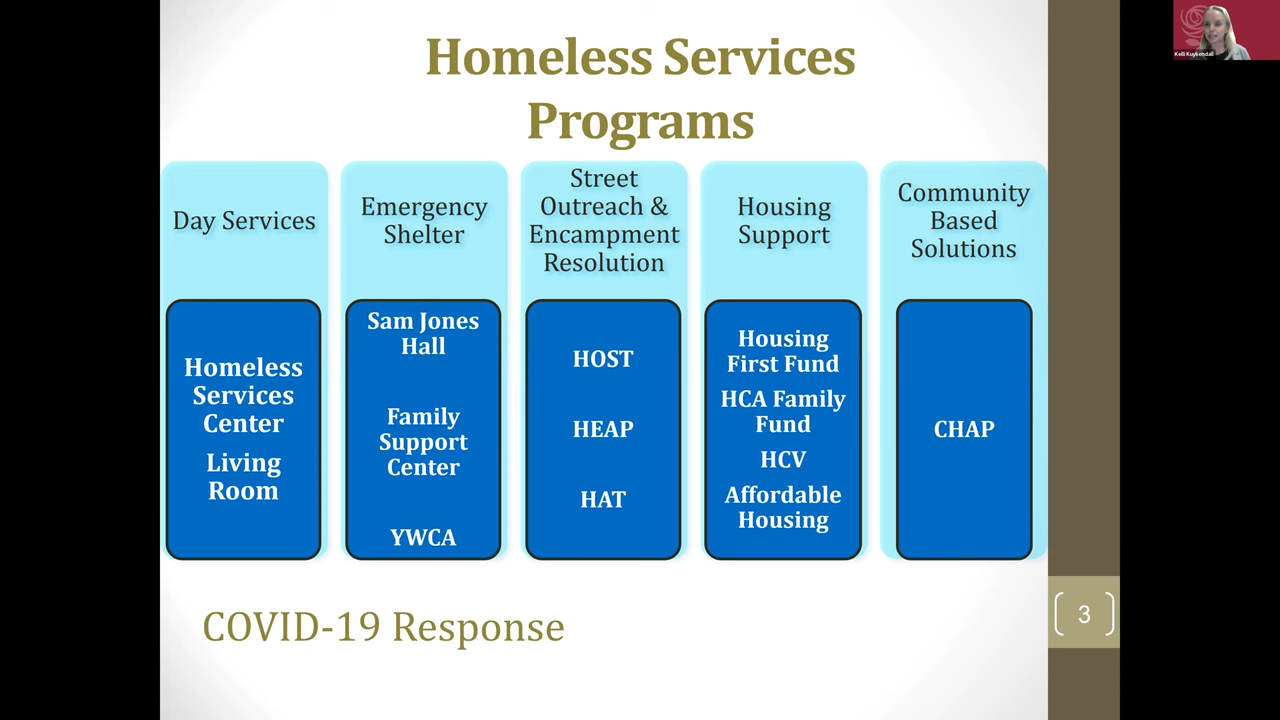 Homeless Services
Programs
Day Services
Emergency
Shelter
Street
Outreach &
Encampment
Resolution
Housing
Support
Community
Based
Solutions
Homeless
Services
Center
Living
Room
Sam Jones
Hall
Family
Support
Center
YWCA
HOST
HEAP
HAT
Housing
First Fund
HCA Family
Fund
HCV
Affordable
Housing
CHAP
COVID-19 Response
3
Kelli Kuykendall